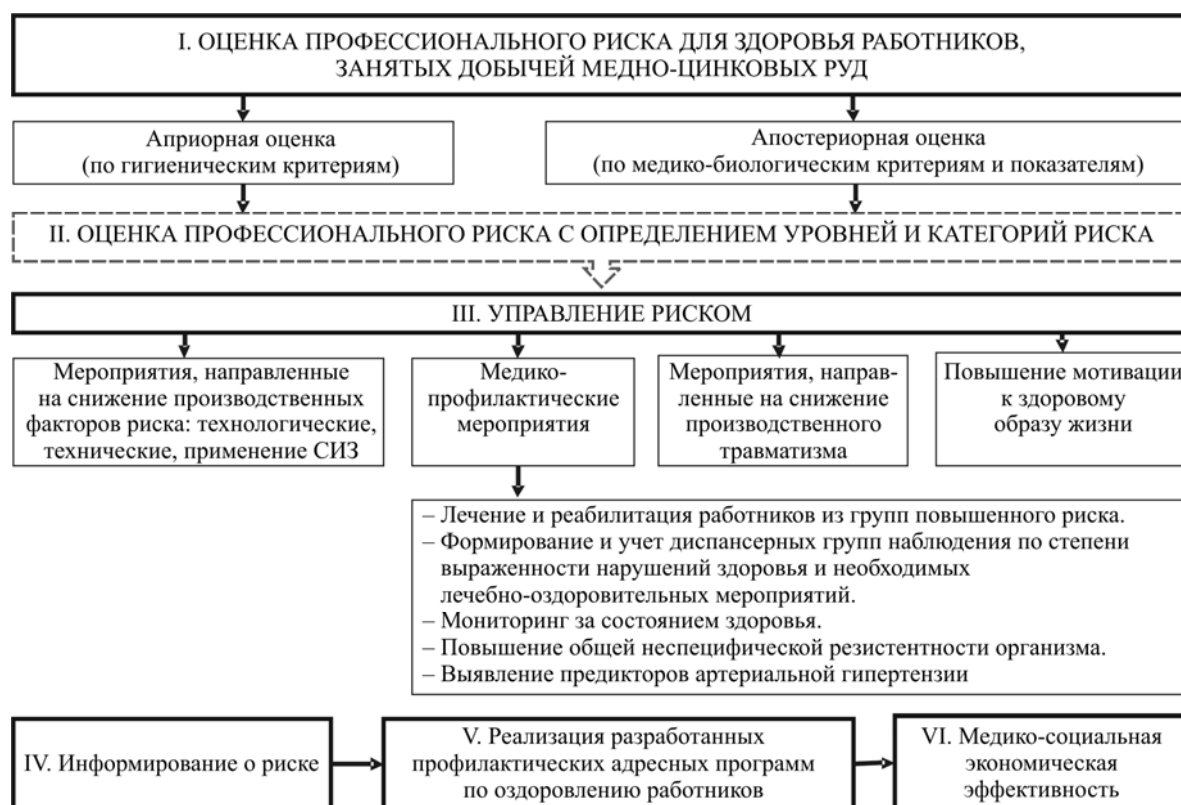 I. ОЦЕНКА ПРОФЕССИОНАЛЬНОГО РИСКА ДЛЯ ЗДОРОВЬЯ РАБОТНИКОВ,
ЗАНЯТЫХ ДОБЫЧЕЙ МЕДНО-ЦИНКОВЫХ РУД
Априорная оценка
(по гигиеническим критериям)
Апостериорная оценка
(по медико-биологическим критериям и показателям)
II. ОЦЕНКА ПРОФЕССИОНАЛЬНОГО РИСКА С ОПРЕДЕЛЕНИЕМ УРОВНЕЙ И КАТЕГОРИЙ РИСКА
III. УПРАВЛЕНИЕ РИСКОМ
Мероприятия, направленные
на снижение производственных
факторов риска: технологические,
технические, применение СИЗ
Медико-
профилактические
мероприятия
Мероприятия, направ-
ленные на снижение
производственного
травматизма
Повышение мотивации
к здоровому
образу жизни
– Лечение и реабилитация работников из групп повышенного риска.
– Формирование и учет диспансерных групп наблюдения по степени
выраженности нарушений здоровья и необходимых
лечебно-оздоровительных мероприятий.
– Мониторинг за состоянием здоровья.
– Повышение общей неспецифической резистентности организма.
– Выявление предикторов артериальной гипертензии
IV. Информирование о риске
V. Реализация разработанных
профилактических адресных программ
по оздоровлению работников
VI. Медико-социальная
экономическая
эффективность